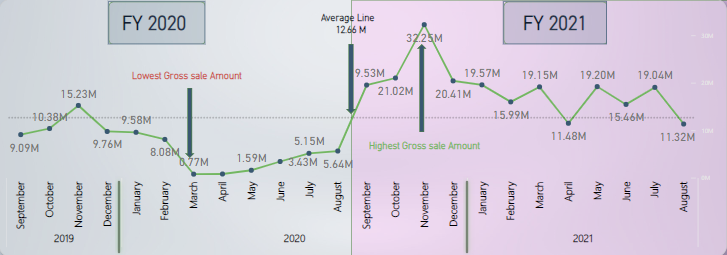 FY 2020
Average Line
12.66 M
FY 2021
Lowest Gross sale Amount
Highest Gross sale Amount
9.09M
10.38M
15.23M
9.76M
9.58M
8.08M
0.77M
1.59M
3.43M
5.15M
5.64M
9.53M
21.02M
32.25M
20.41M
19.57M
15.99M
19.15M
11.48M
19.20M
15.46M
19.04M
11.32M
September
October
November
December
January
February
March
April
May
June
July
August
September
October
November
December
January
February
March
April
May
June
July
August
2019
2020
2021